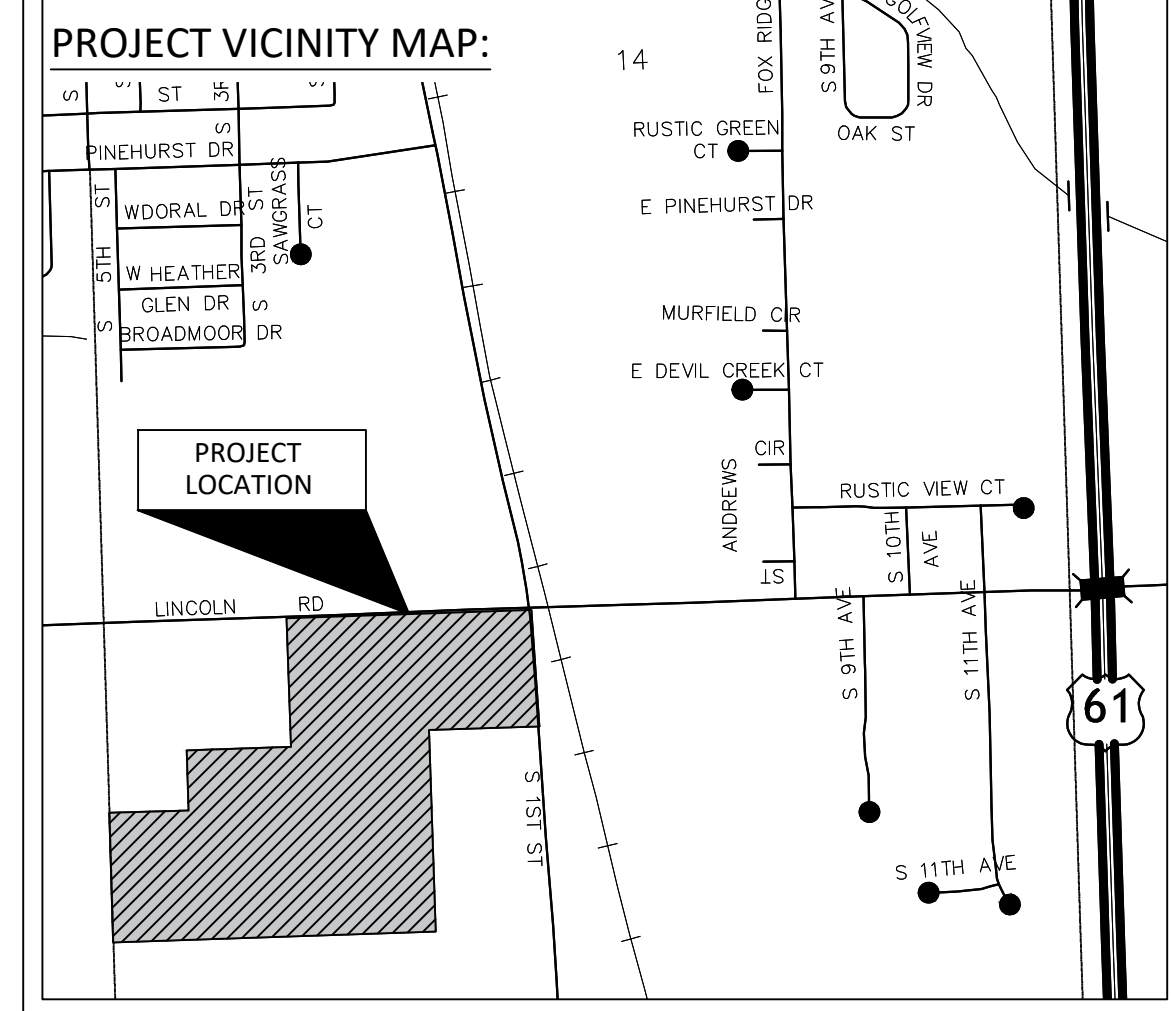 PROJECT VICINITY MAP:
14
FOX RIDG
S 9TH AV
GOLFVIEW DR
OAK ST
S
S
ST
3R
S
S
PINEHURST DR
RUSTIC GREEN
CT
E PINEHURST DR
S 5TH ST
WDORAL DR
W HEATHER
GLEN DR
BROADMOOR DR
S 3RD ST
SAWGRASS
CT
MURFIELD CIR
E DEVIL CREEK CT
ANDREWS
CIR
ST
RUSTIC VIEW CT
S 10TH
AVE
PROJECT
LOCATION
LINCOLN RD
S 9TH AVE
S 11TH AVE
61
S 1ST ST
S 11TH AVE